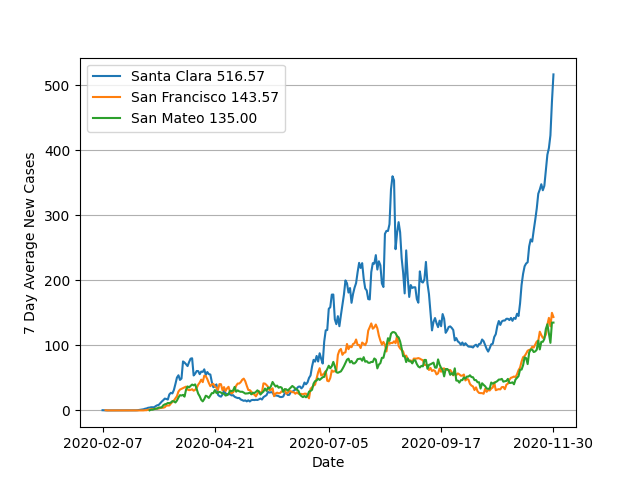 Santa Clara 516.57
San Francisco 143.57
San Mateo 135.00
500
400
300
200
100
0
7 Day Average New Cases
2020-02-07 2020-04-21 2020-07-05 2020-09-17 2020-11-30
Date